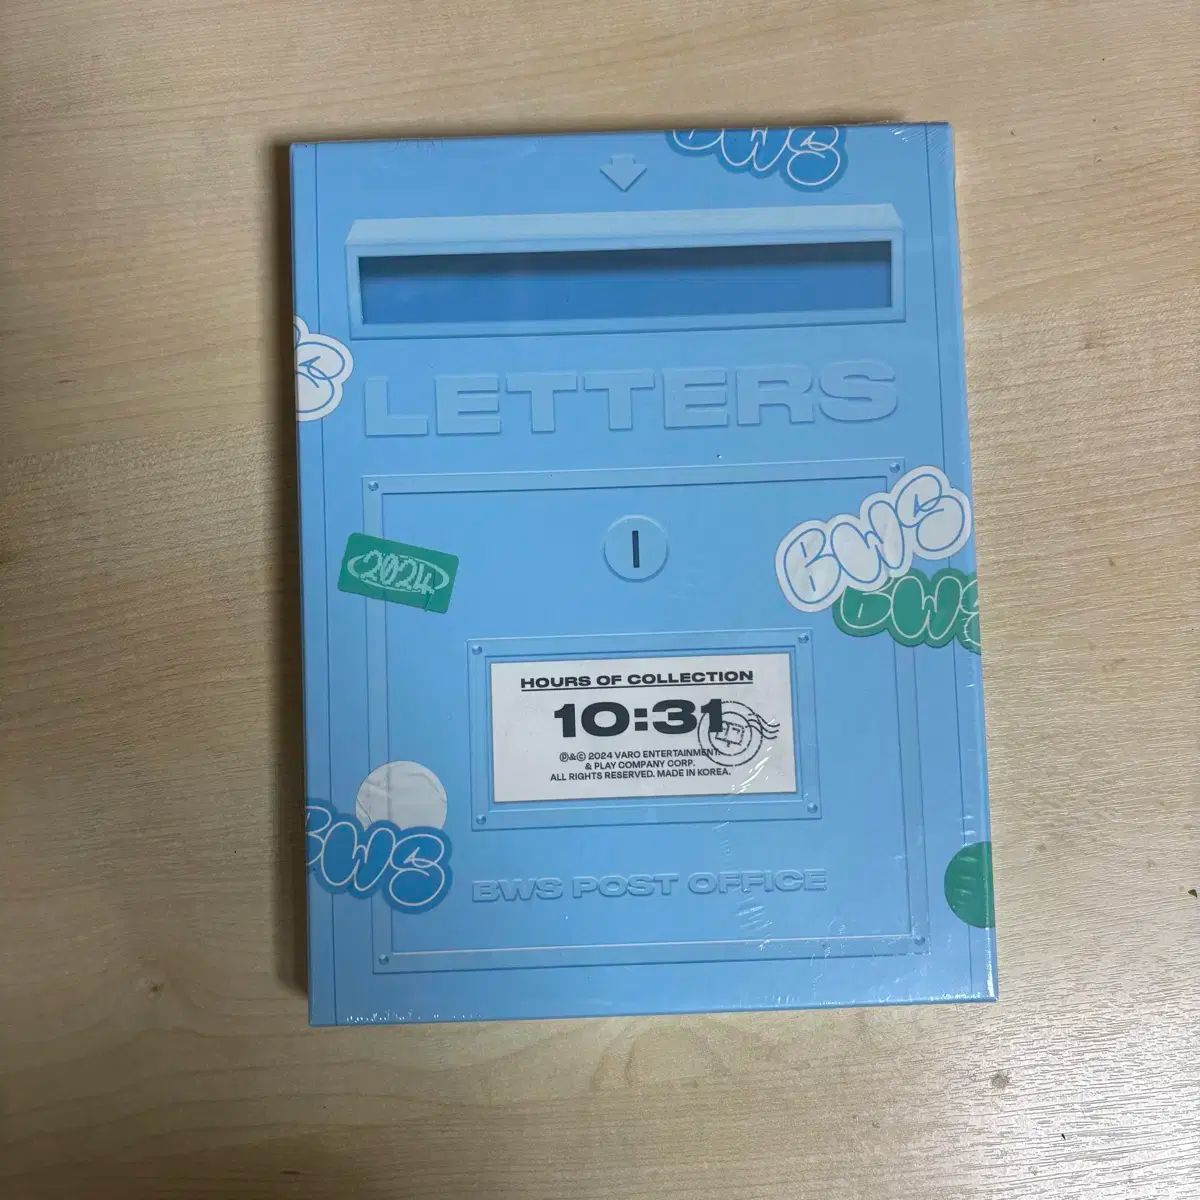 BWS
LETTERS
2024
BWS
BWS
HOURS OF COLLECTION
10:31
℗&© 2024 VARO ENTERTAINMENT.
& PLAY COMPANY CORP.
ALL RIGHTS RESERVED. MADE IN KOREA.
BWS
BWS POST OFFICE